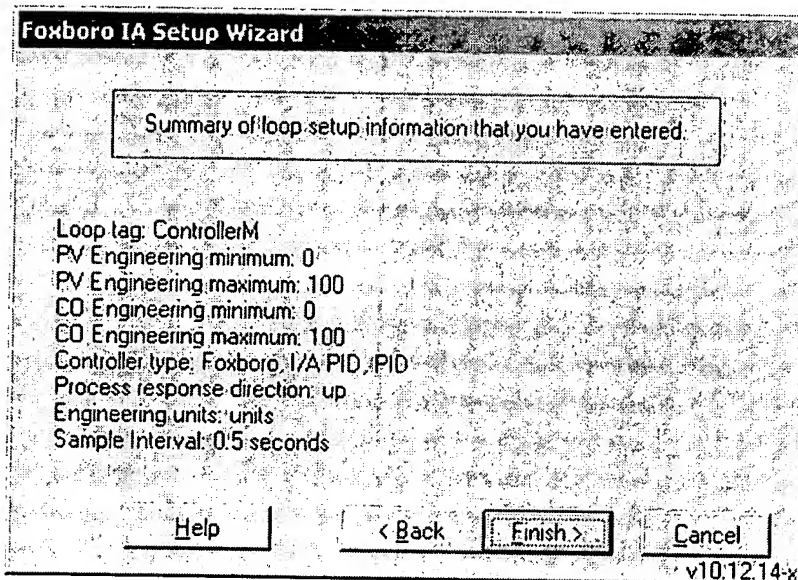 Foxboro IA Setup Wizard
Summary of loop setup information that you have entered.
Loop tag: ControllerM
PV Engineering minimum: 0
PV Engineering maximum: 100
CO Engineering minimum: 0
CO Engineering maximum: 100
Controller type: Foxboro, I/A PID, PID
Process response direction: up
Engineering units: units
Sample Interval: 0.5 seconds
Help < Back Finish > Cancel
v10.12.14-x